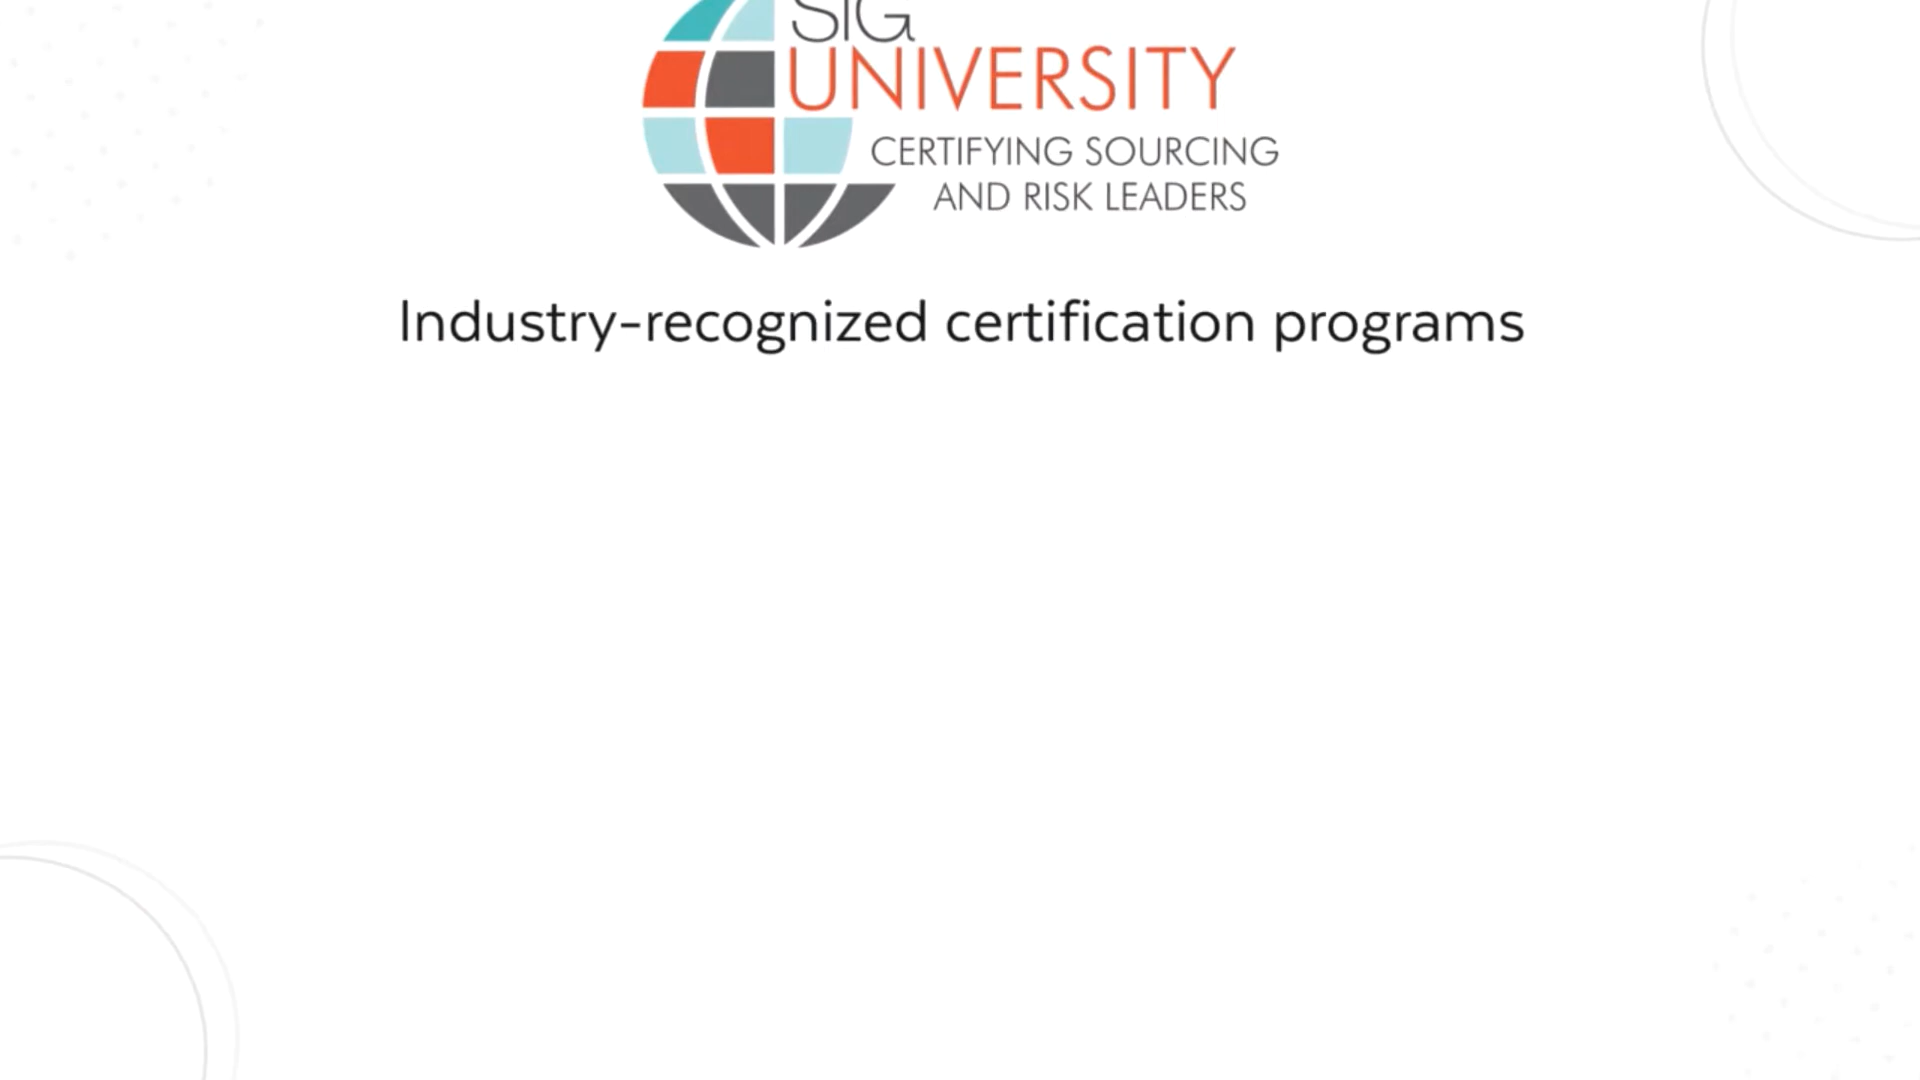 SIG
UNIVERSITY
CERTIFYING SOURCING
AND RISK LEADERS
Industry-recognized certification programs